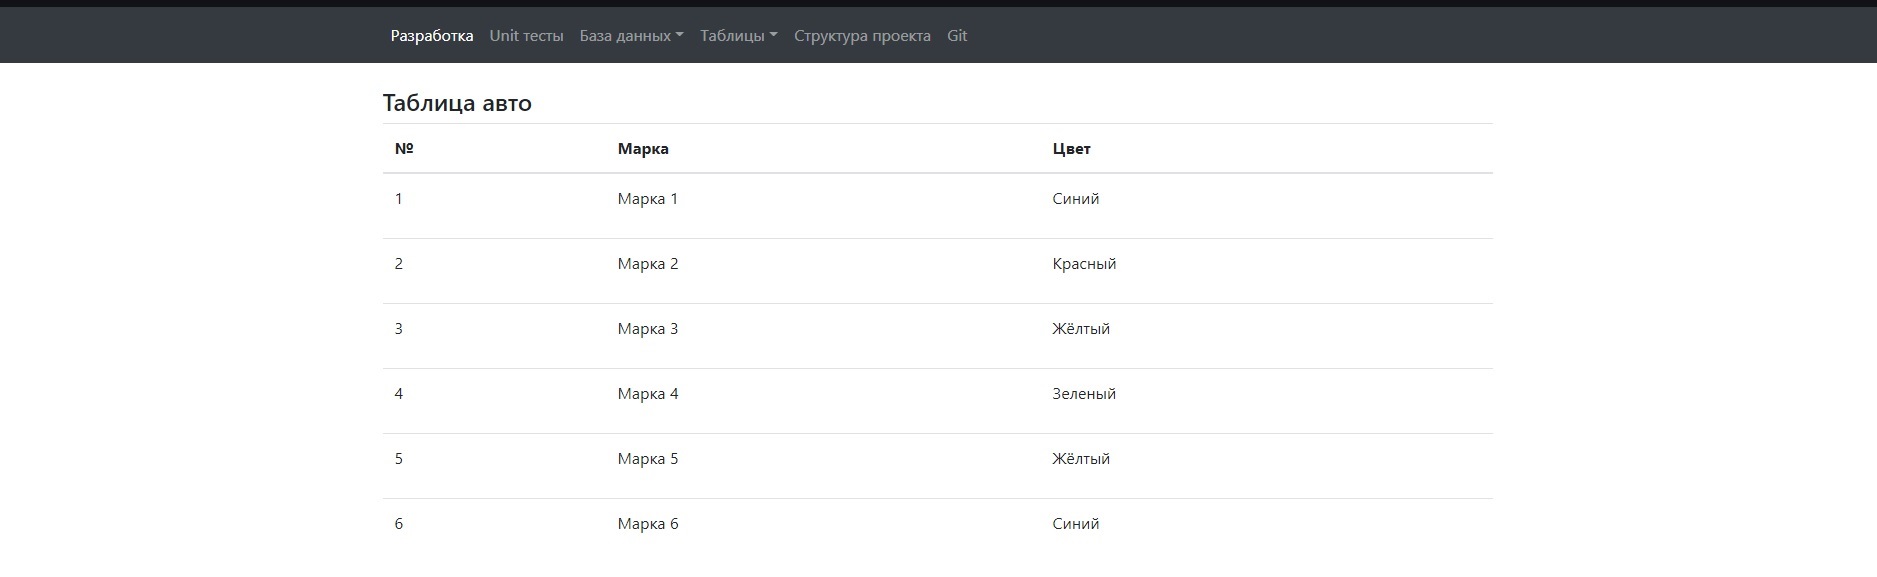 Разработка Unit тесты База данных Таблицы Структура проекта Git
Таблица авто
№ Марка Цвет
1 Марка 1 Синий
2 Марка 2 Красный
3 Марка 3 Жёлтый
4 Марка 4 Зеленый
5 Марка 5 Жёлтый
6 Марка 6 Синий